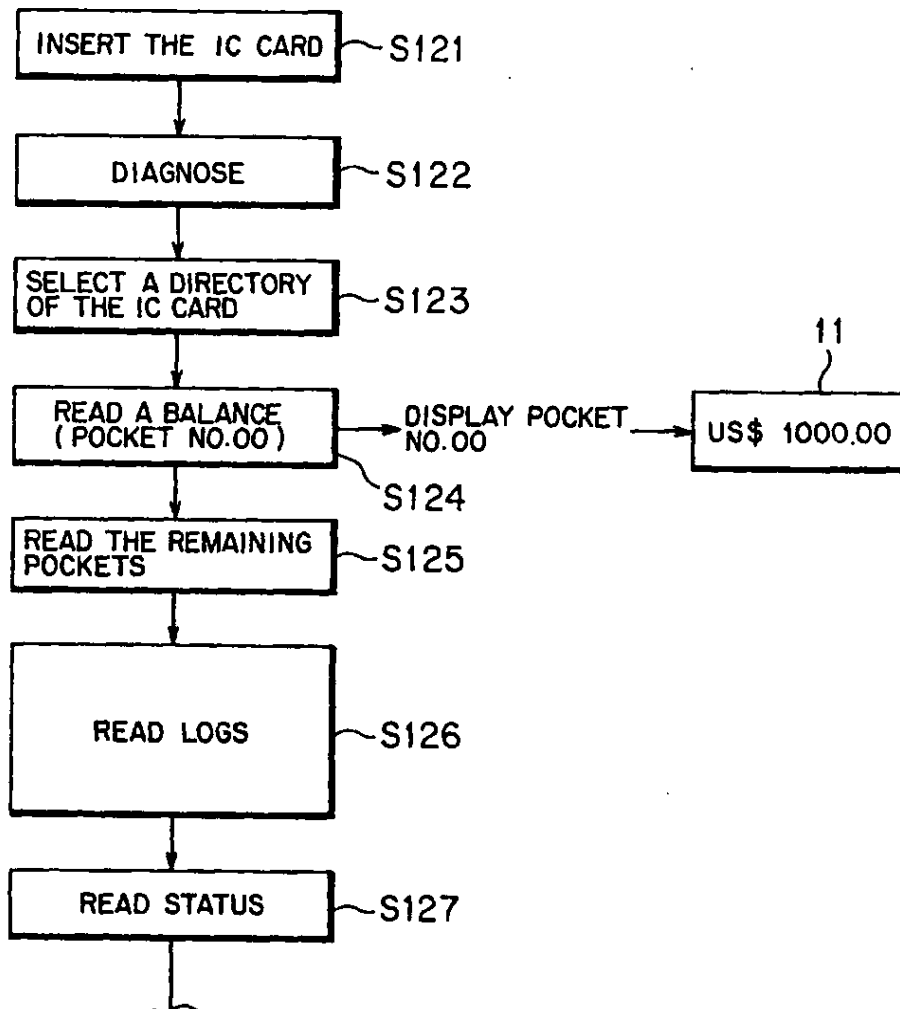 INSERT THE IC CARD
S121
DIAGNOSE
S122
SELECT A DIRECTORY
OF THE IC CARD
S123
READ A BALANCE
(POCKET NO.00)
S124
DISPLAY POCKET
NO.00
11
US$ 1000.00
READ THE REMAINING
POCKETS
S125
READ LOGS
S126
READ STATUS
S127